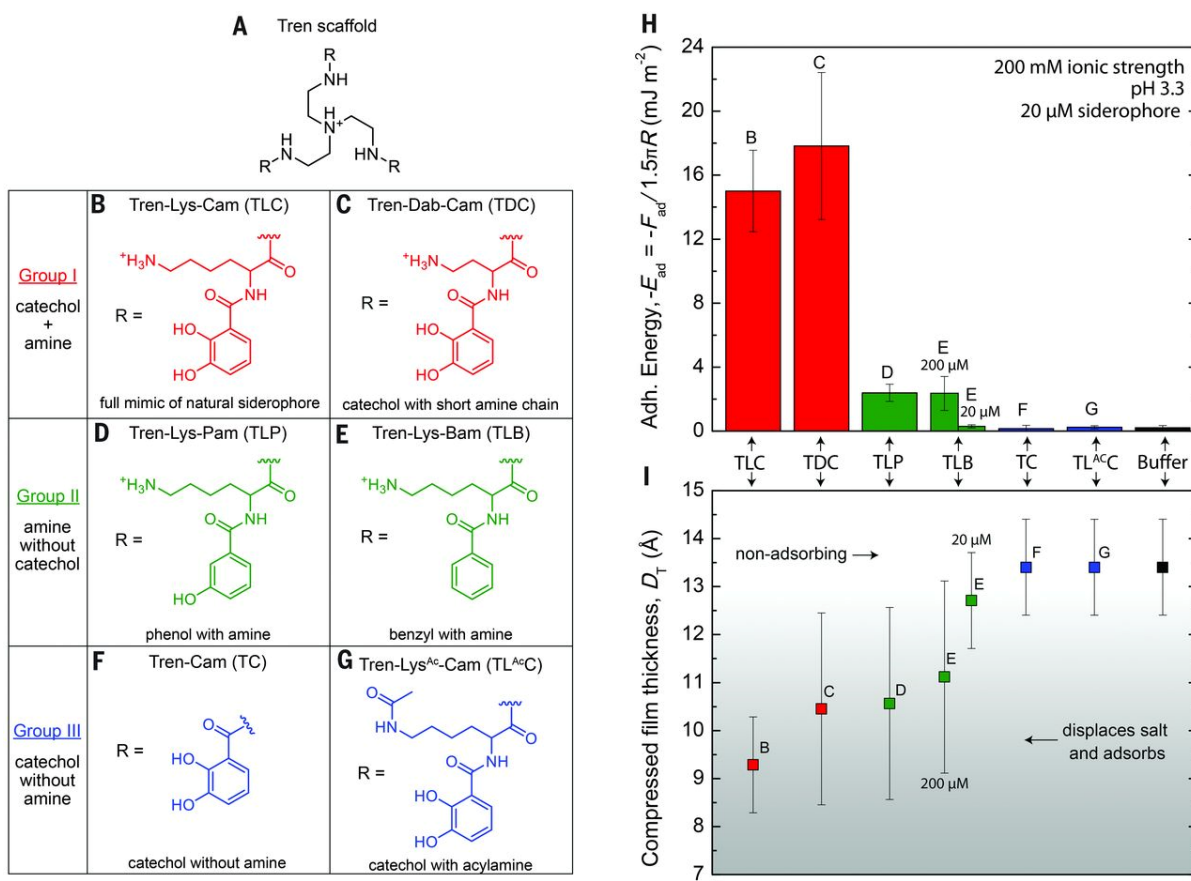 A Tren scaffold
R
NH
H
N+
H
N
R
HN
R
Group I
catechol
+
amine
B Tren-Lys-Cam (TLC)
+H3N
O
O
NH
R =
HO
HO
full mimic of natural siderophore
C Tren-Dab-Cam (TDC)
+H3N
O
O
NH
R =
HO
HO
catechol with short amine chain
Group II
amine
without
catechol
D Tren-Lys-Pam (TLP)
+H3N
O
O
NH
R =
HO
phenol with amine
E Tren-Lys-Bam (TLB)
+H3N
O
O
NH
R =
benzyl with amine
Group III
catechol
without
amine
F Tren-Cam (TC)
O
R =
HO
HO
catechol without amine
G Tren-LysAc-Cam (TLAcC)
O
HN
O
O
NH
R =
HO
HO
catechol with acylamine
H
Adh. Energy, -Ead = -Fad/1.5πR (mJ m-2)
24
20
16
12
8
4
0
200 mM ionic strength
pH 3.3
20 µM siderophore
B
C
D
E
200 µM
E
20 µM
F
G
TLC TDC TLP TLB TC TLAcC Buffer
I
Compressed film thickness, DT (Å)
15
14
13
12
11
10
9
8
7
non-adsorbing
20 µM
E
F
G
C
D
E
B
200 µM
displaces salt
and adsorbs